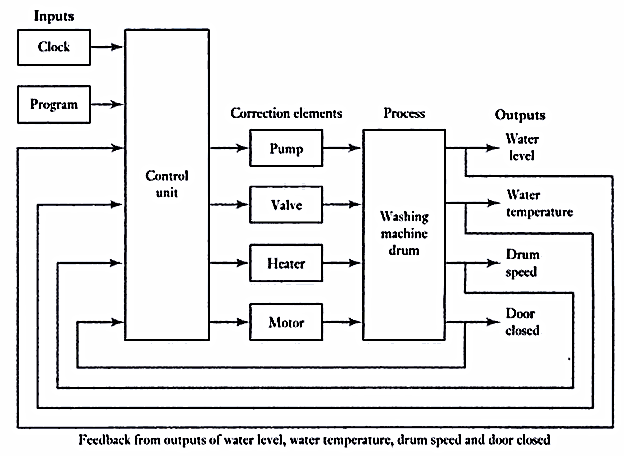 Inputs
Clock
Program
Control
unit
Correction elements
Pump
Valve
Heater
Motor
Process
Washing
machine
drum
Outputs
Water
level
Water
temperature
Drum
speed
Door
closed
Feedback from outputs of water level, water temperature, drum speed and door closed